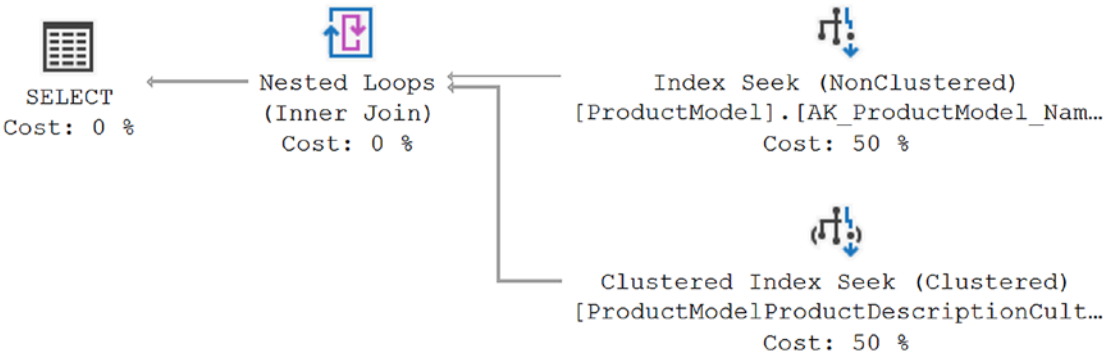 SELECT
Cost: 0 %
Nested Loops
(Inner Join)
Cost: 0 %
Index Seek (NonClustered)
[ProductModel].[AK_ProductModel_Nam…
Cost: 50 %
Clustered Index Seek (Clustered)
[ProductModelProductDescriptionCult…
Cost: 50 %